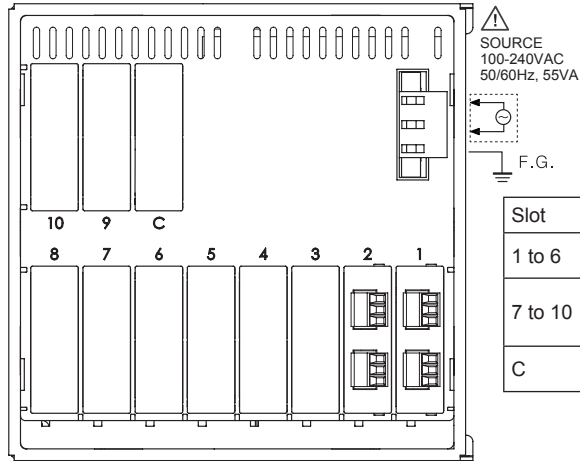 SOURCE
100-240VAC
50/60Hz, 55VA
F.G.
10 9 C
8 7 6 5 4 3 2 1
Slot
1 to 6
7 to 10
C